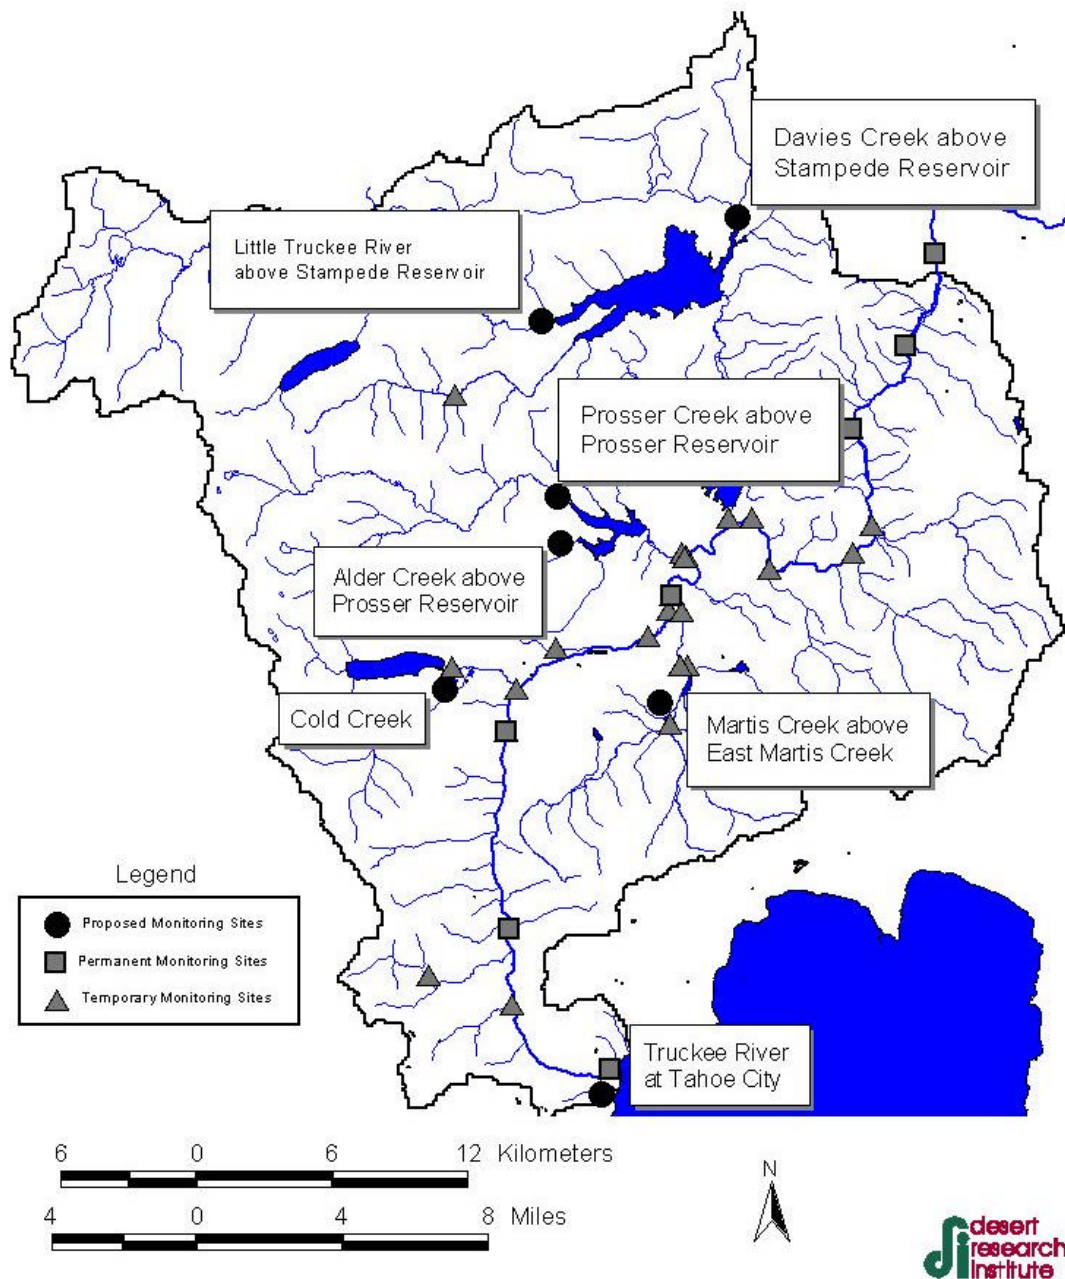 Davies Creek above
Stampede Reservoir
Little Truckee River
above Stampede Reservoir
Prosser Creek above
Prosser Reservoir
Alder Creek above
Prosser Reservoir
Cold Creek
Martis Creek above
East Martis Creek
Legend
Proposed Monitoring Sites
Permanent Monitoring Sites
Temporary Monitoring Sites
Truckee River
at Tahoe City
6 0 6 12 Kilometers
4 0 4 8 Miles
N
desert
research
institute